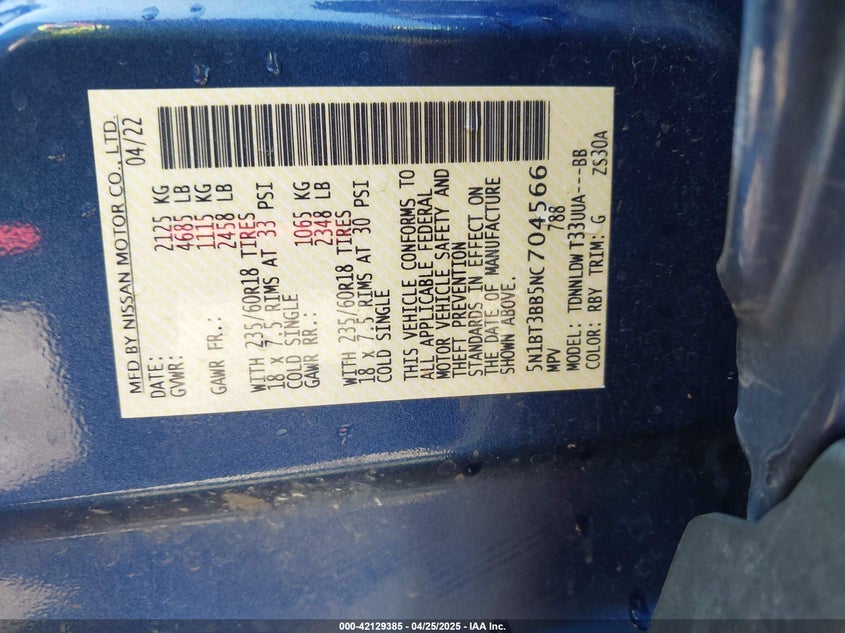 MFD BY NISSAN MOTOR CO., LTD.
DATE: 04/22
GVWR: 2125 KG
4685 LB
GAWR FR.: 1115 KG
2458 LB
WITH 235/60R18 TIRES
18 X 7.5 RIMS AT 33 PSI
COLD SINGLE
GAWR RR.: 1065 KG
2348 LB
WITH 235/60R18 TIRES
18 X 7.5 RIMS AT 30 PSI
COLD SINGLE
THIS VEHICLE CONFORMS TO
ALL APPLICABLE FEDERAL
MOTOR VEHICLE SAFETY AND
THEFT PREVENTION
STANDARDS IN EFFECT ON
THE DATE OF MANUFACTURE
SHOWN ABOVE.
5N1BT3BB5NC704566
MPV 788
MODEL: TDNNLDW T33UUA---BB
COLOR: RBY TRIM: G ZS30A
000-42129385 - 04/25/2025 - IAA Inc.